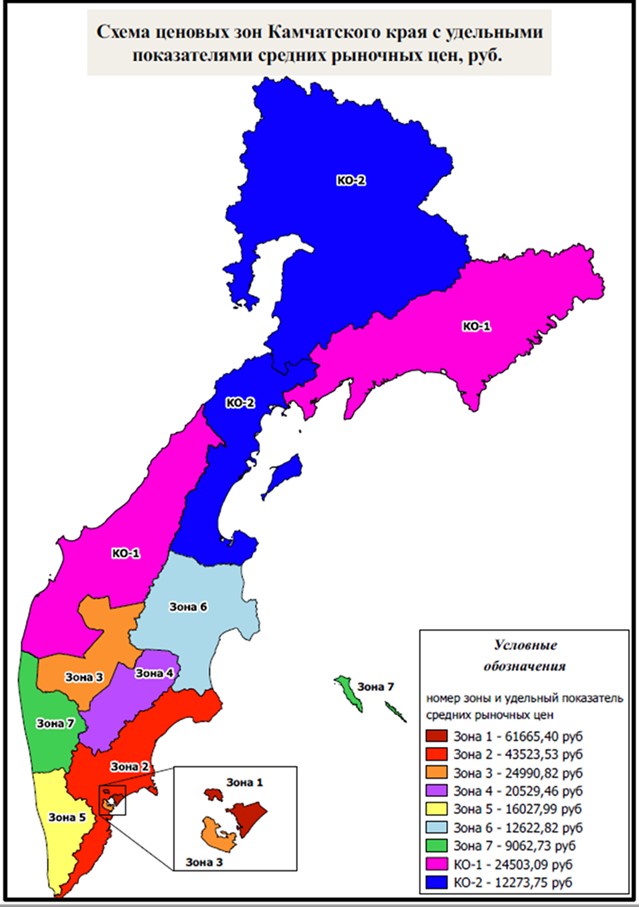 Схема ценовых зон Камчатского края с удельными
показателями средних рыночных цен, руб.
КО-2
КО-1
КО-2
КО-1
Зона 6
Зона 3
Зона 4
Зона 7
Зона 7
Зона 2
Зона 5
Зона 1
Зона 3
Условные
обозначения
номер зоны и удельный показатель
средних рыночных цен
Зона 1 - 61665,40 руб
Зона 2 - 43523,53 руб
Зона 3 - 24990,82 руб
Зона 4 - 20529,46 руб
Зона 5 - 16027,99 руб
Зона 6 - 12622,82 руб
Зона 7 - 9062,73 руб
КО-1 - 24503,09 руб
КО-2 - 12273,75 руб